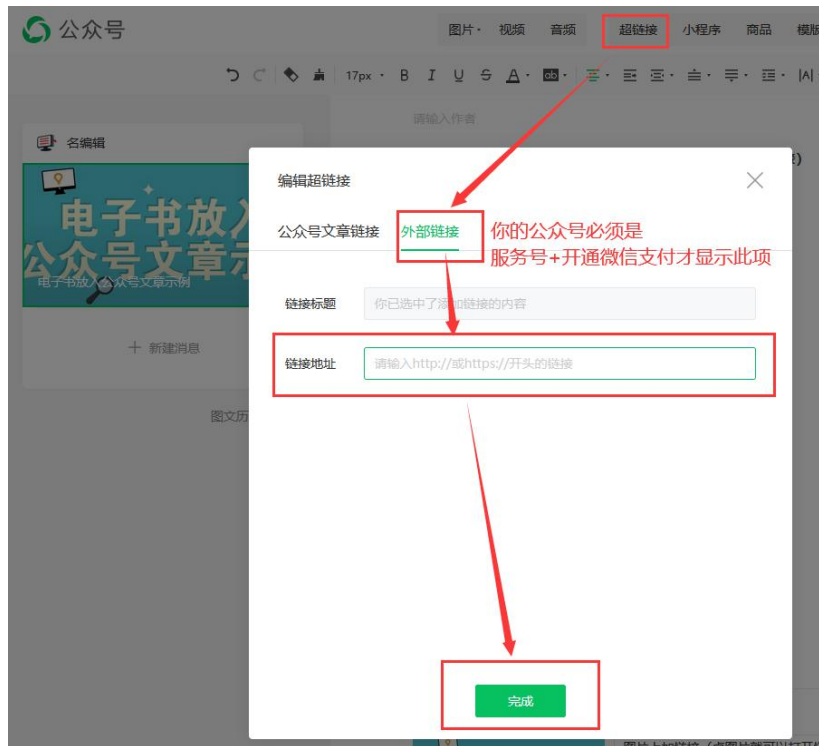 公众号
图片 视频 音频 超链接 小程序 商品
17px B I U S A ab |A|
请输入作者
名编辑
电子书放入
公众号文章示
电子书放入公众号文章示例
+ 新建消息
编辑超链接
公众号文章链接 外部链接
你的公众号必须是
服务号+开通微信支付才显示此项
链接标题 你已选中了添加链接的内容
链接地址 请输入http://或https://开头的链接
完成